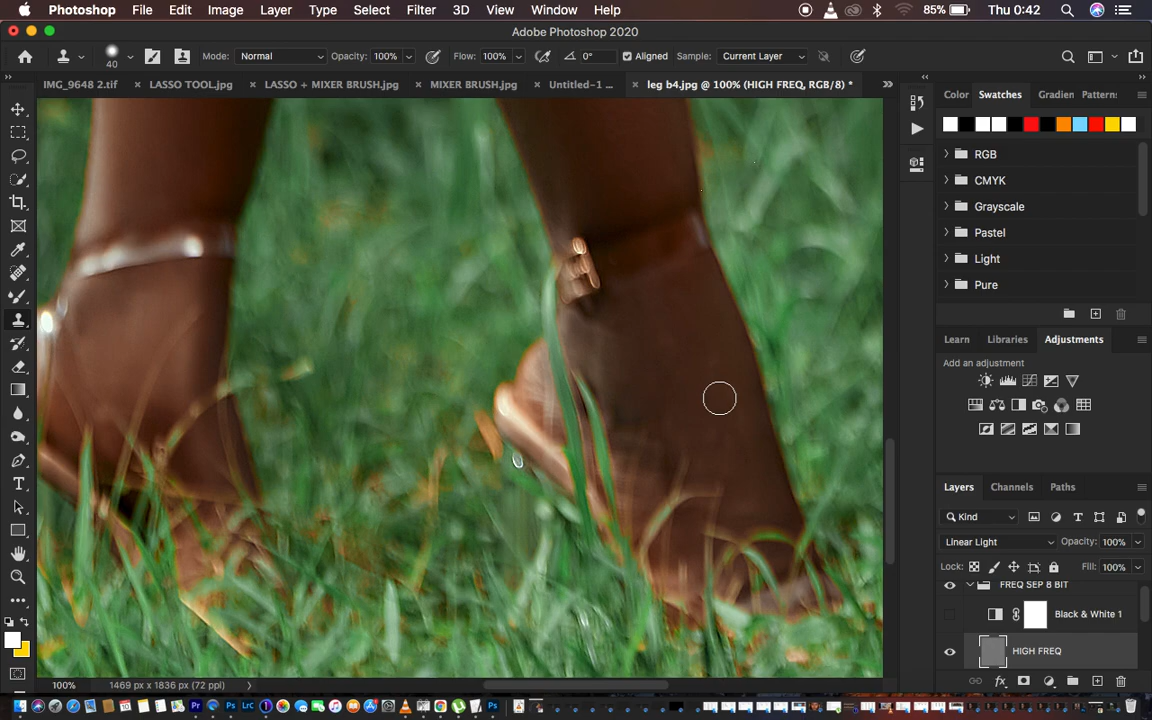 Photoshop File Edit Image Layer Type Select Filter 3D View Window Help 85% Thu 0:42
Adobe Photoshop 2020
40 Mode: Normal Opacity: 100% Flow: 100% 0° Aligned Sample: Current Layer
IMG_9648 2.tif × LASSO TOOL.jpg × LASSO + MIXER BRUSH.jpg × MIXER BRUSH.jpg × Untitled-1 ... × leg b4.jpg @ 100% (HIGH FREQ, RGB/8) *
Color Swatches Gradien Pattern
RGB
CMYK
Grayscale
Pastel
Light
Pure
Learn Libraries Adjustments
Add an adjustment
Layers Channels Paths
Kind
Linear Light Opacity: 100%
Lock: Fill: 100%
FREQ SEP 8 BIT
Black & White 1
HIGH FREQ
100% 1469 px x 1836 px (72 ppi)